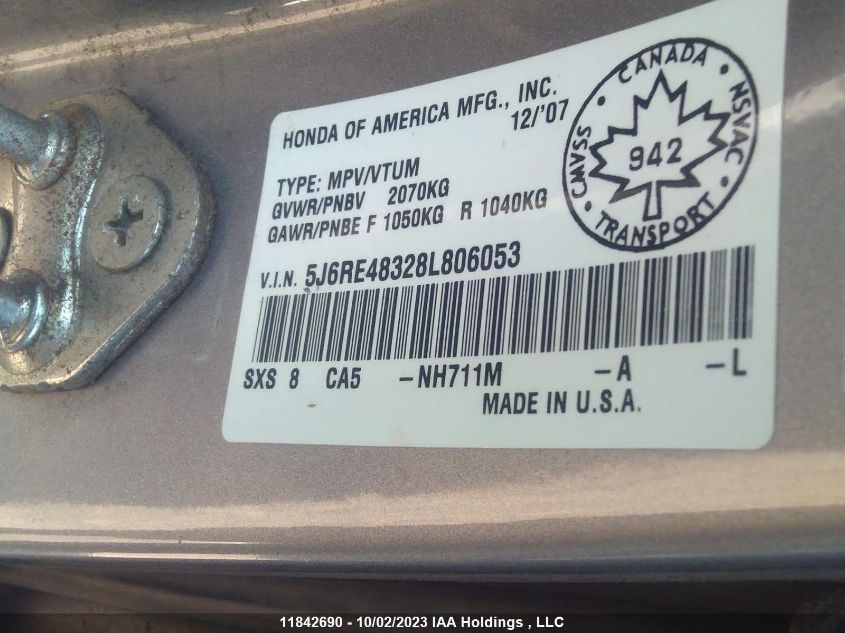 HONDA OF AMERICA MFG., INC.
12/'07
TYPE: MPV/VTUM
GVWR/PNBV 2070KG
GAWR/PNBE F 1050KG R 1040KG
V.I.N. 5J6RE48328L806053
SXS 8 CA5 -NH711M -A -L
MADE IN U.S.A.
CANADA
NSVAC
TRANSPORT
CMVSS
942
11842690 - 10/02/2023 IAA Holdings , LLC